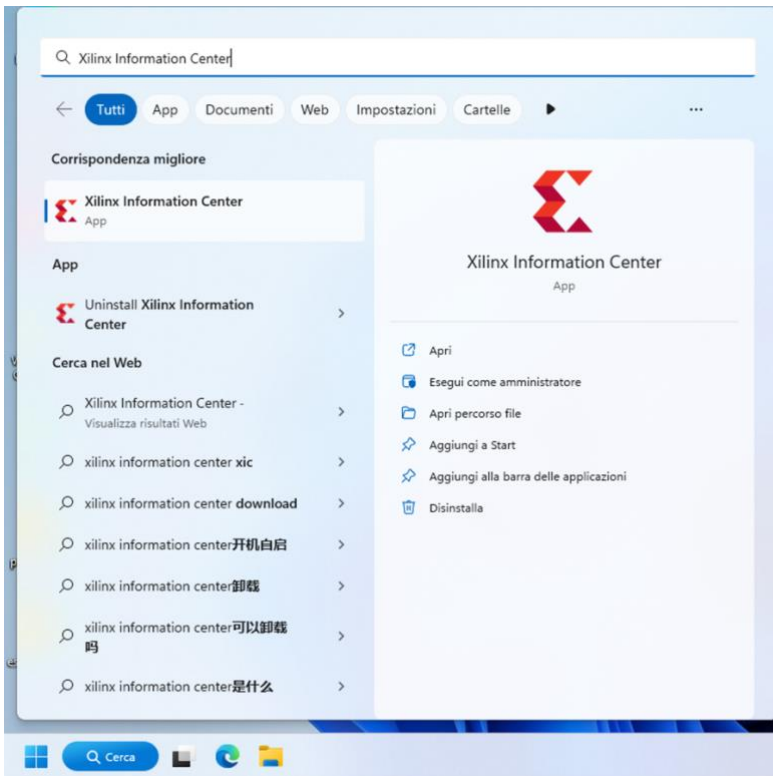 Xilinx Information Center
Tutti
App
Documenti
Web
Impostazioni
Cartelle
...
Corrispondenza migliore
Xilinx Information Center
App
App
Uninstall Xilinx Information
Center
Cerca nel Web
Xilinx Information Center -
Visualizza risultati Web
xilinx information center xic
xilinx information center download
xilinx information center开机自启
xilinx information center卸载
xilinx information center可以卸载
吗
xilinx information center是什么
Xilinx Information Center
App
Apri
Esegui come amministratore
Apri percorso file
Aggiungi a Start
Aggiungi alla barra delle applicazioni
Disinstalla
Cerca